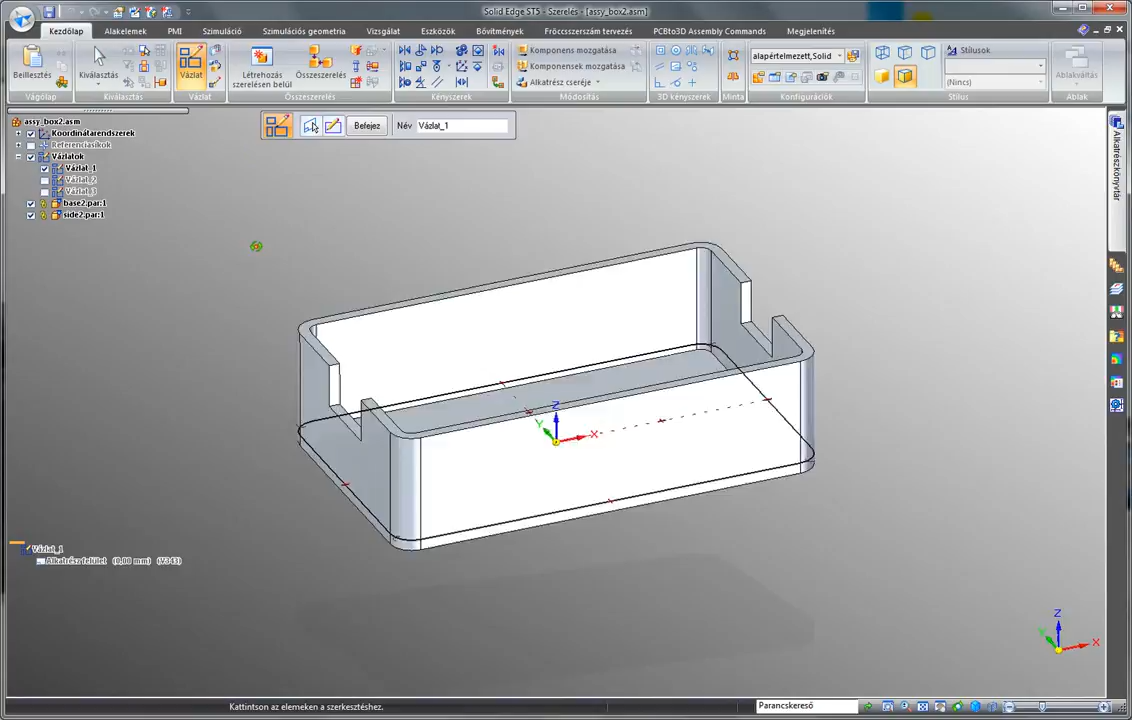 Solid Edge ST5 - Szerelés - [assy_box2.asm]
Kezdőlap Alakelemek PMI Szimuláció Szimulációs geometria Vizsgálat Eszközök Bővítmények Fröccsszerszám tervezés PCBto3D Assembly Commands Megjelenítés
Beillesztés
Kiválasztás
Vázlat
Létrehozás szerelésen belül
Összeszerelés
Komponens mozgatása
Komponensek mozgatása
Alkatrész cseréje
alapértelmezett,Solid
Stílusok
(Nincs)
Ablakváltás
Vágólap
Kiválasztás
Vázlat
Összeszerelés
Kényszerek
Módosítás
3D kényszerek
Minta
Konfigurációk
Stílus
Ablak
assy_box2.asm
Koordinátarendszerek
Referenciasíkok
Vázlatok
Vázlat_1
Vázlat_2
Vázlat_3
base2.par:1
side2.par:1
Befejez
Név
Vázlat_1
Alkatrészkönyvtár
Z
Y
X
Vázlat_1
Alkatrész felület (0,00 mm) (V343)
Z
Y
X
Kattintson az elemeken a szerkesztéshez.
Parancskereső